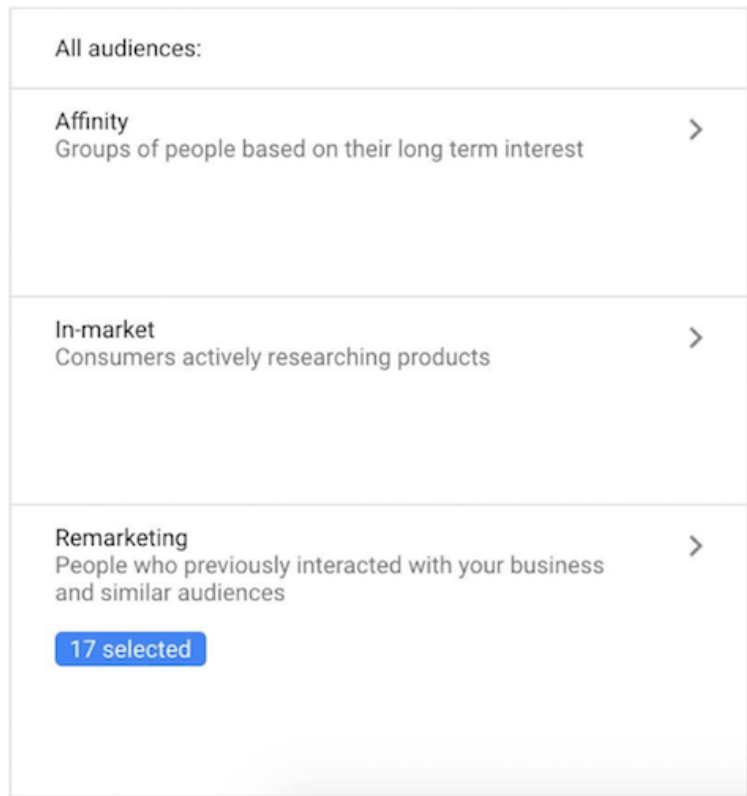 All audiences:
Affinity
Groups of people based on their long term interest
In-market
Consumers actively researching products
Remarketing
People who previously interacted with your business
and similar audiences
17 selected